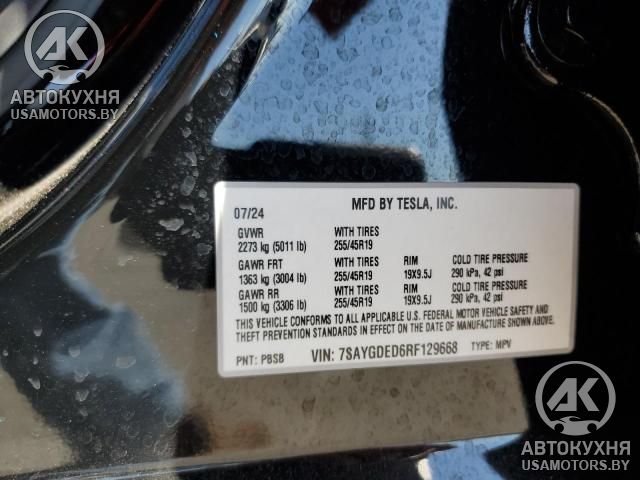 АК
АВТОКУХНЯ
USAMOTORS.BY
MFD BY TESLA, INC.
07/24
GVWR WITH TIRES
2273 kg (5011 lb) 255/45R19
GAWR FRT WITH TIRES RIM COLD TIRE PRESSURE
1363 kg (3004 lb) 255/45R19 19X9.5J 290 kPa, 42 psi
GAWR RR WITH TIRES RIM COLD TIRE PRESSURE
1500 kg (3306 lb) 255/45R19 19X9.5J 290 kPa, 42 psi
THIS VEHICLE CONFORMS TO ALL APPLICABLE U.S. FEDERAL MOTOR VEHICLE SAFETY AND
THEFT PREVENTION STANDARDS IN EFFECT ON THE DATE OF MANUFACTURE SHOWN ABOVE.
PNT: PBSB VIN: 7SAYGDED6RF129668 TYPE: MPV
АК
АВТОКУХНЯ
USAMOTORS.BY